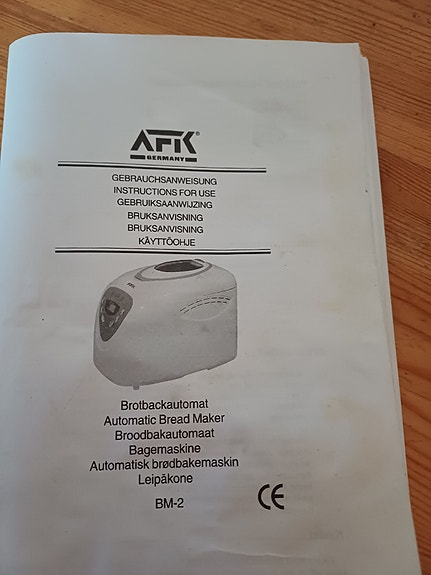 AFK®
GERMANY
GEBRAUCHSANWEISUNG
INSTRUCTIONS FOR USE
GEBRUIKSAANWIJZING
BRUKSANVISNING
BRUKSANVISNING
KÄYTTÖOHJE
Brotbackautomat
Automatic Bread Maker
Broodbakautomaat
Bagemaskine
Automatisk brødbakemaskin
Leipäkone
BM-2 CE